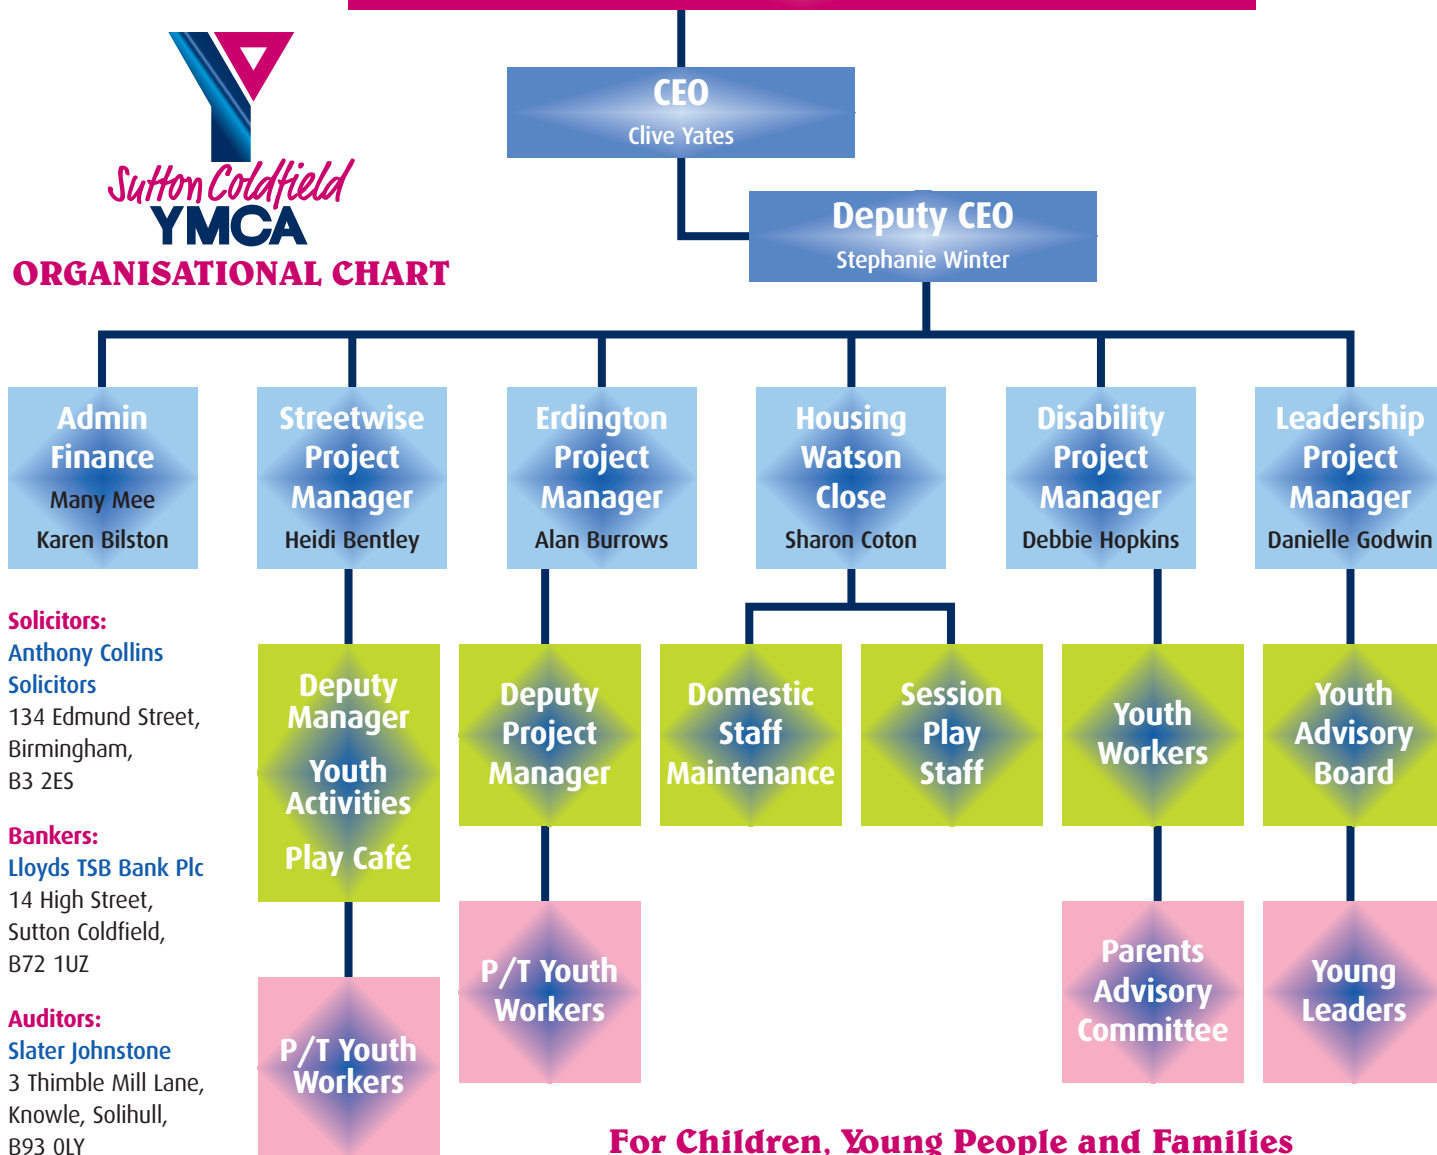 Sutton Coldfield
YMCA
ORGANISATIONAL CHART
CEO
Clive Yates
Deputy CEO
Stephanie Winter
Admin
Finance
Many Mee
Karen Bilston
Streetwise
Project
Manager
Heidi Bentley
Erdington
Project
Manager
Alan Burrows
Housing
Watson
Close
Sharon Coton
Disability
Project
Manager
Debbie Hopkins
Leadership
Project
Manager
Danielle Godwin
Deputy
Manager
Youth
Activities
Play Café
Deputy
Project
Manager
Domestic
Staff
Maintenance
Session
Play
Staff
Youth
Workers
Youth
Advisory
Board
P/T Youth
Workers
P/T Youth
Workers
Parents
Advisory
Committee
Young
Leaders
Solicitors:
Anthony Collins
Solicitors
134 Edmund Street,
Birmingham,
B3 2ES
Bankers:
Lloyds TSB Bank Plc
14 High Street,
Sutton Coldfield,
B72 1UZ
Auditors:
Slater Johnstone
3 Thimble Mill Lane,
Knowle, Solihull,
B93 0LY
For Children, Young People and Families